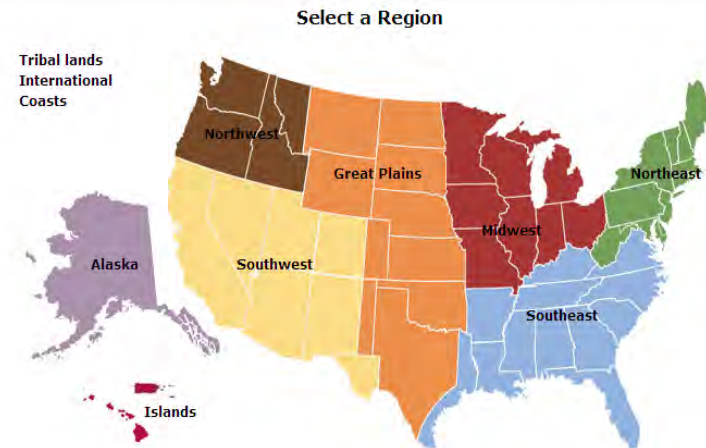 Select a Region
Tribal lands
International
Coasts
Northwest
Great Plains
Northeast
Midwest
Alaska
Southwest
Southeast
Islands